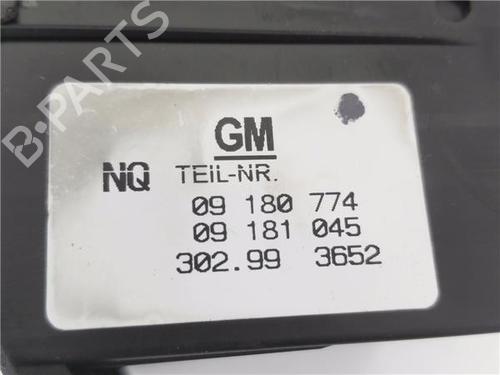 B-PARTS
GM
NQ TEIL-NR.
09 180 774
09 181 045
302.99 3652